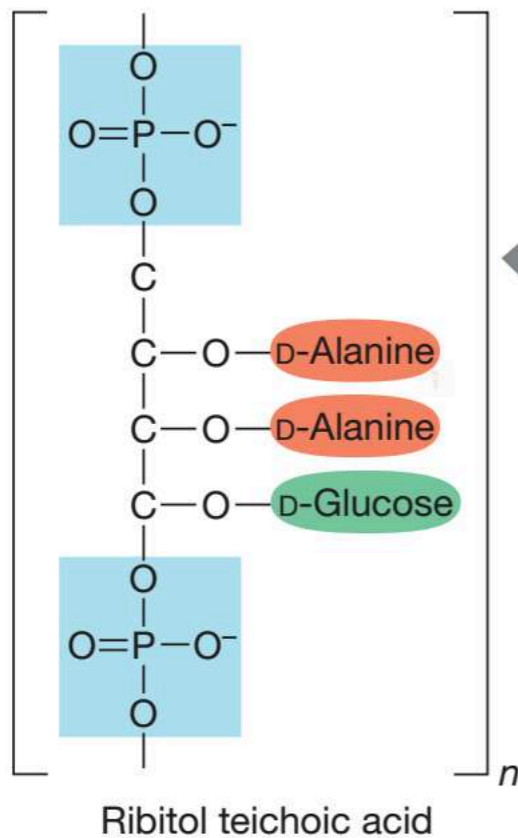 O
O=P—O⁻
O
C
C—O—D-Alanine
C—O—D-Alanine
C—O—D-Glucose
O
O=P—O⁻
O
n
Ribitol teichoic acid